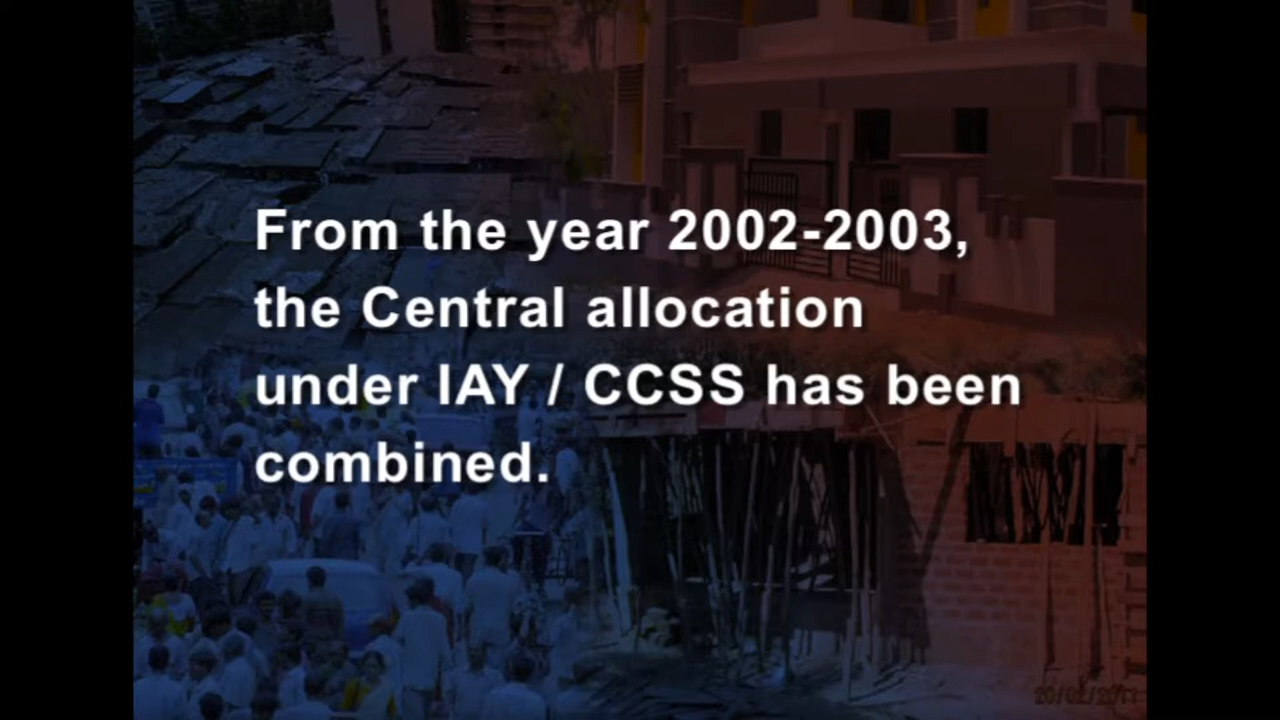 From the year 2002-2003,
the Central allocation
under IAY / CCSS has been
combined.